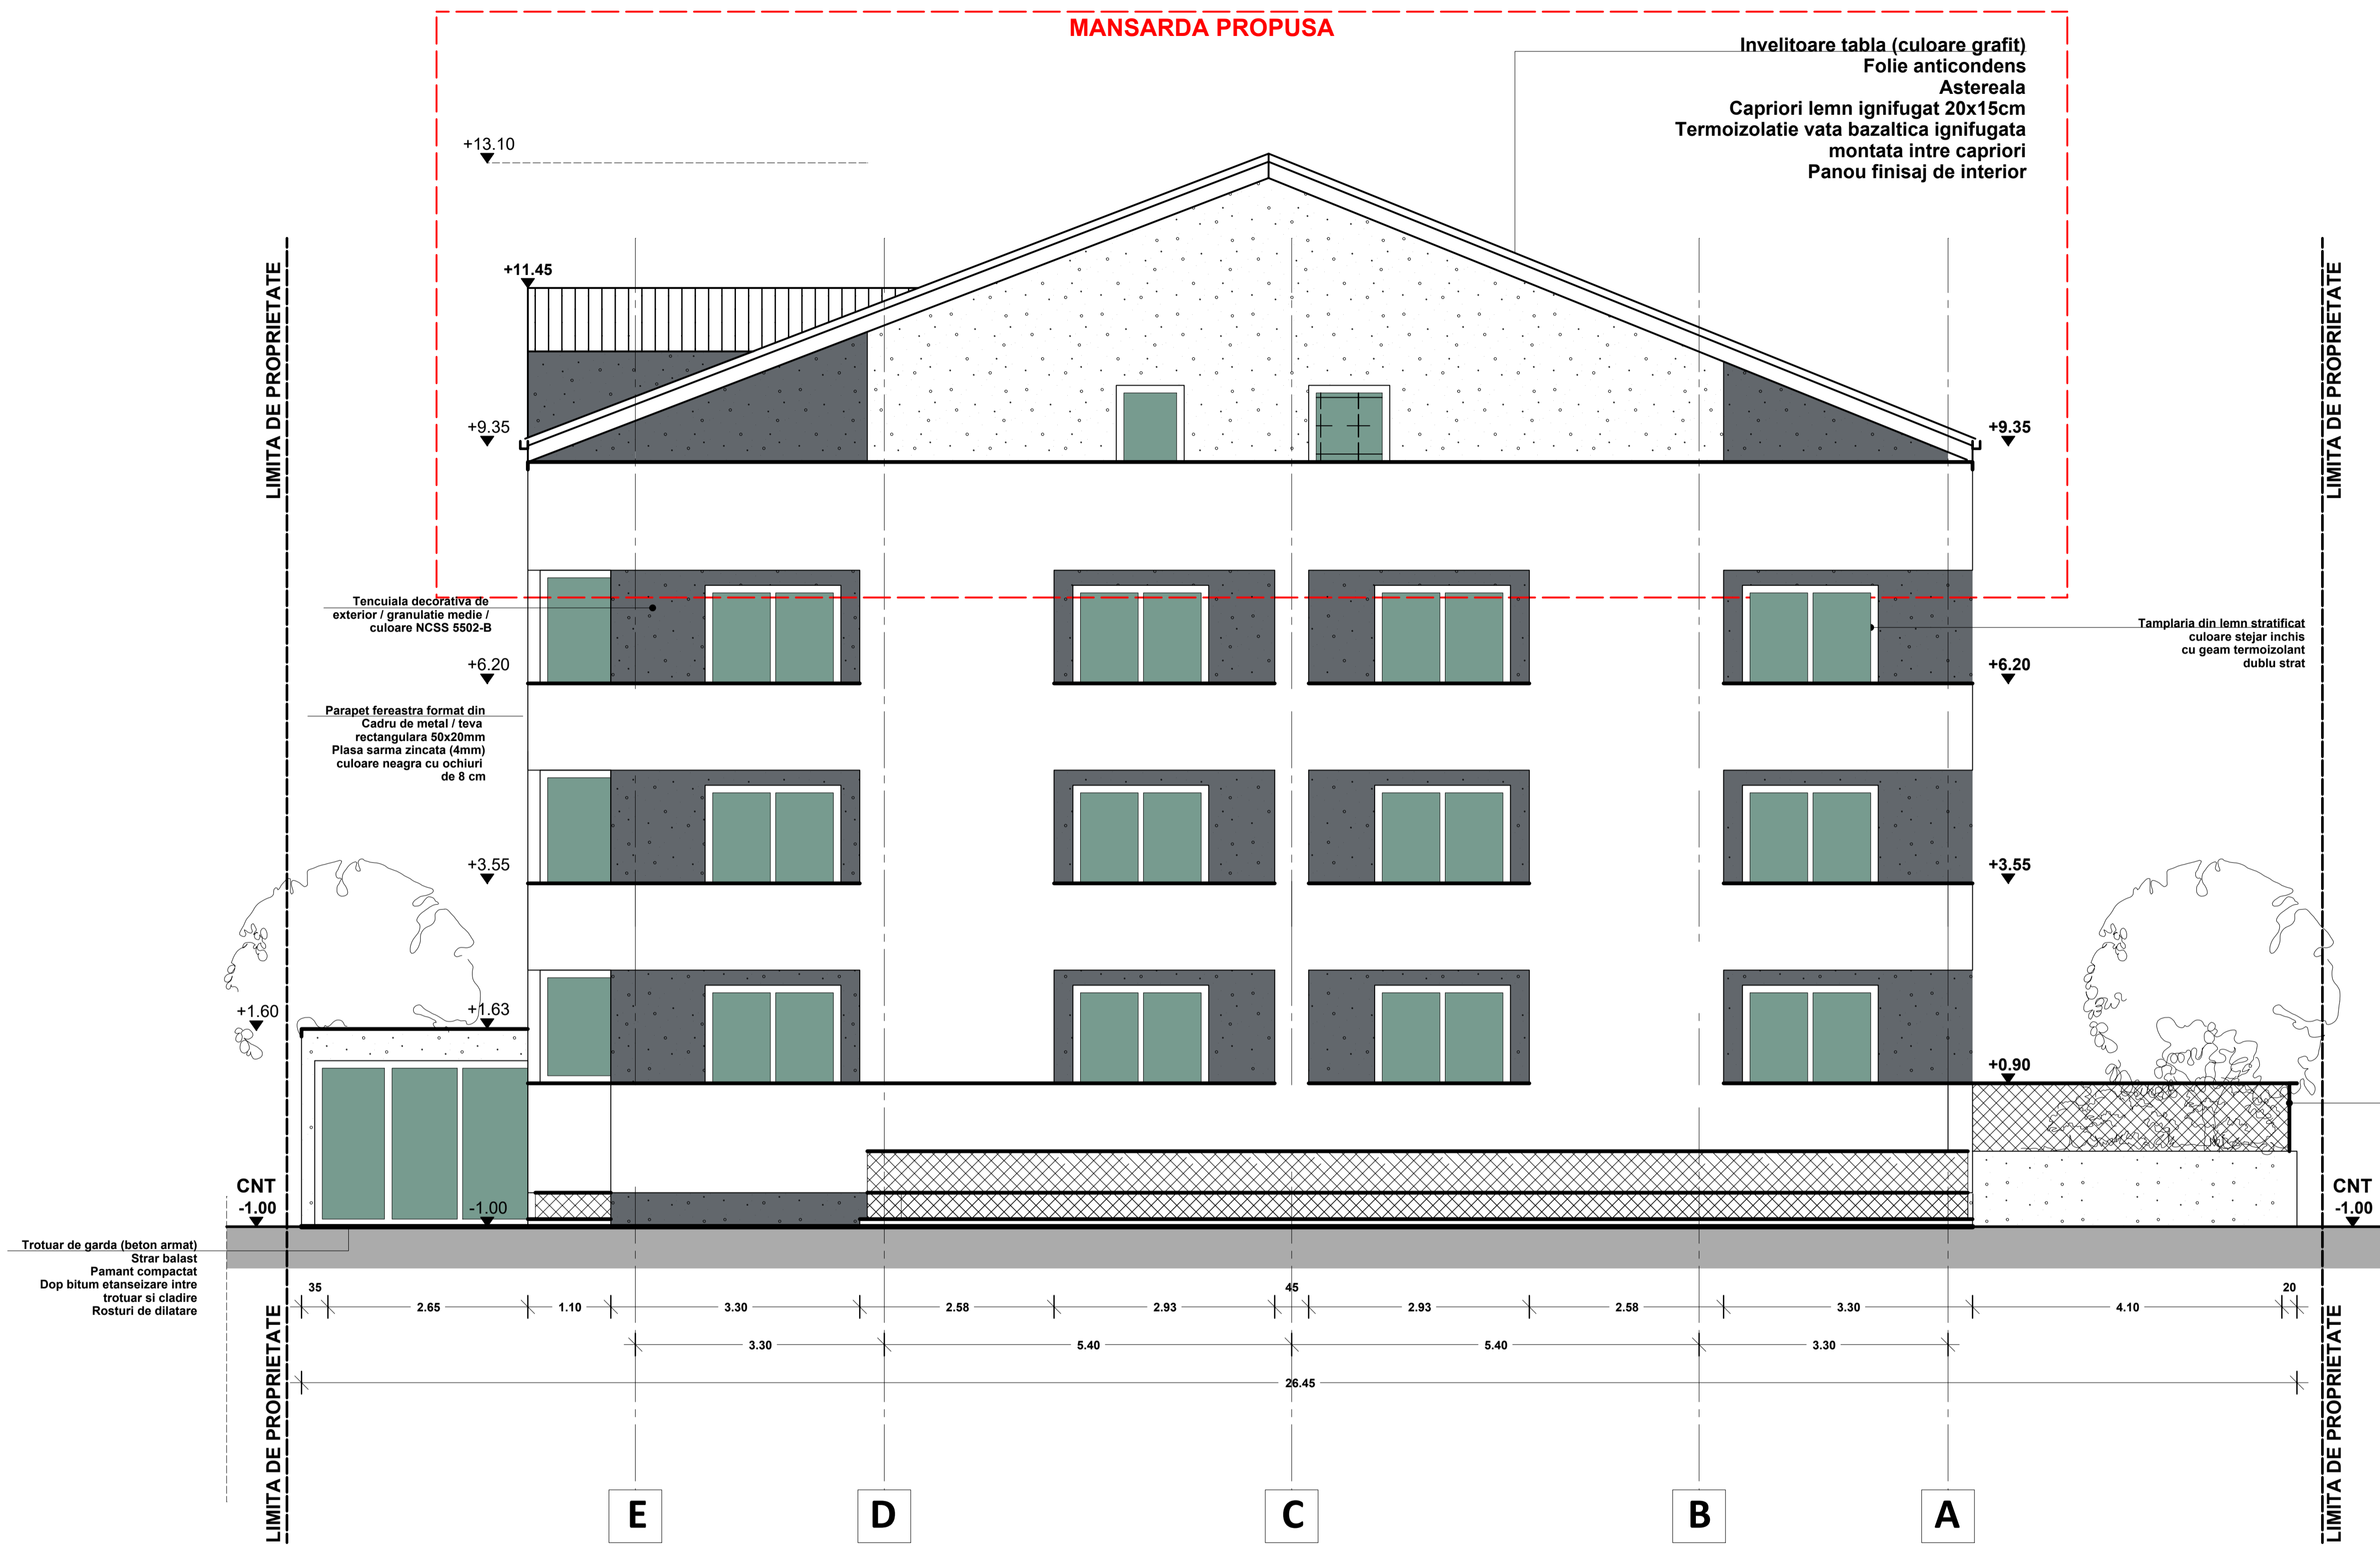 MANSARDA PROPUSA
Invelitoare tabla (culoare grafit)
Folie anticondens
Astereala
Capriori lemn ignifugat 20x15cm
Termoizolatie vata bazaltica ignifugata
montata intre capriori
Panou finisaj de interior
+13.10
LIMITA DE PROPRIETATE
+11.45
LIMITA DE PROPRIETATE
+9.35
+9.35
Tencuiala decorativa de
exterior / granulatie medie /
culoare NCSS 5502-B
Tamplaria din lemn stratificat
culoare stejar inchis
cu geam termoizolant
dublu strat
+6.20
+6.20
Parapet fereastra format din
Cadru de metal / teva
rectangulara 50x20mm
Plasa sarma zincata (4mm)
culoare neagra cu ochiuri
de 8 cm
+3.55
+3.55
+1.60
+1.63
+0.90
CNT
-1.00
-1.00
CNT
-1.00
Trotuar de garda (beton armat)
Strar balast
Pamant compactat
Dop bitum etanseizare intre
trotuar si cladire
Rosturi de dilatare
35
2.65
1.10
3.30
2.58
2.93
45
2.93
2.58
3.30
4.10
20
3.30
5.40
5.40
3.30
26.45
LIMITA DE PROPRIETATE
LIMITA DE PROPRIETATE
E
D
C
B
A